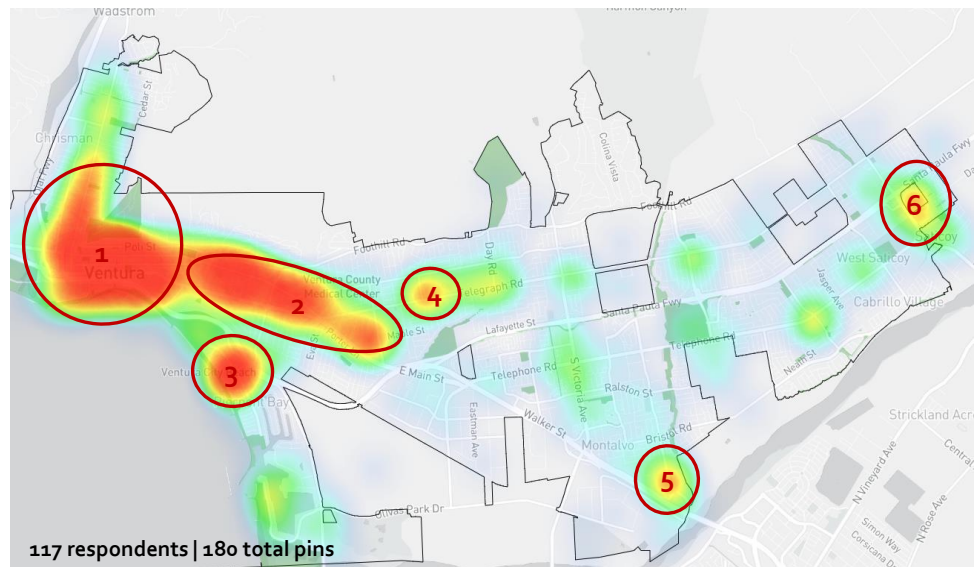 Wadstrom
Harmon Canyon
Cedar St
Chrisman
Colina Vista
Santa Paula Fwy
Foothill Rd
6
1
Poli St
Ventura
Foothill Rd
Day Rd
Saticoy
West Saticoy
Ventura County
Medical Center
4
Telegraph Rd
Jasper Ave
Cabrillo Village
2
Santa Paula Fwy
Maple St
Lafayette St
Telephone Rd
Neath St
3
E Main St
Telephone Rd
S Victoria Ave
Ralston St
Eastman Ave
Walker St
Montalvo
Bristol Rd
Strickland Acre
Central
5
N Vineyard Ave
N Rose Ave
Olivas Park Dr
Simon Way
Corsicana Dr
117 respondents | 180 total pins